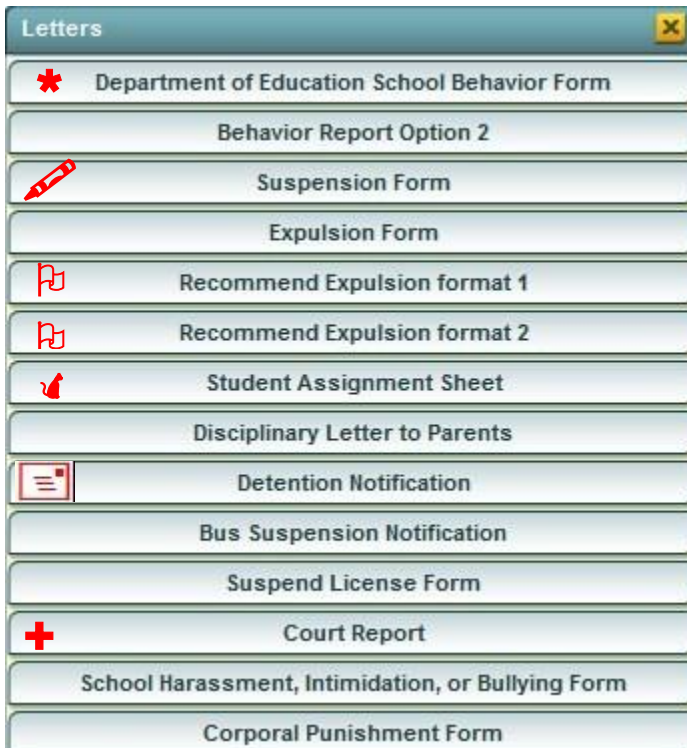 Letters
Department of Education School Behavior Form
Behavior Report Option 2
Suspension Form
Expulsion Form
Recommend Expulsion format 1
Recommend Expulsion format 2
Student Assignment Sheet
Disciplinary Letter to Parents
Detention Notification
Bus Suspension Notification
Suspend License Form
Court Report
School Harassment, Intimidation, or Bullying Form
Corporal Punishment Form